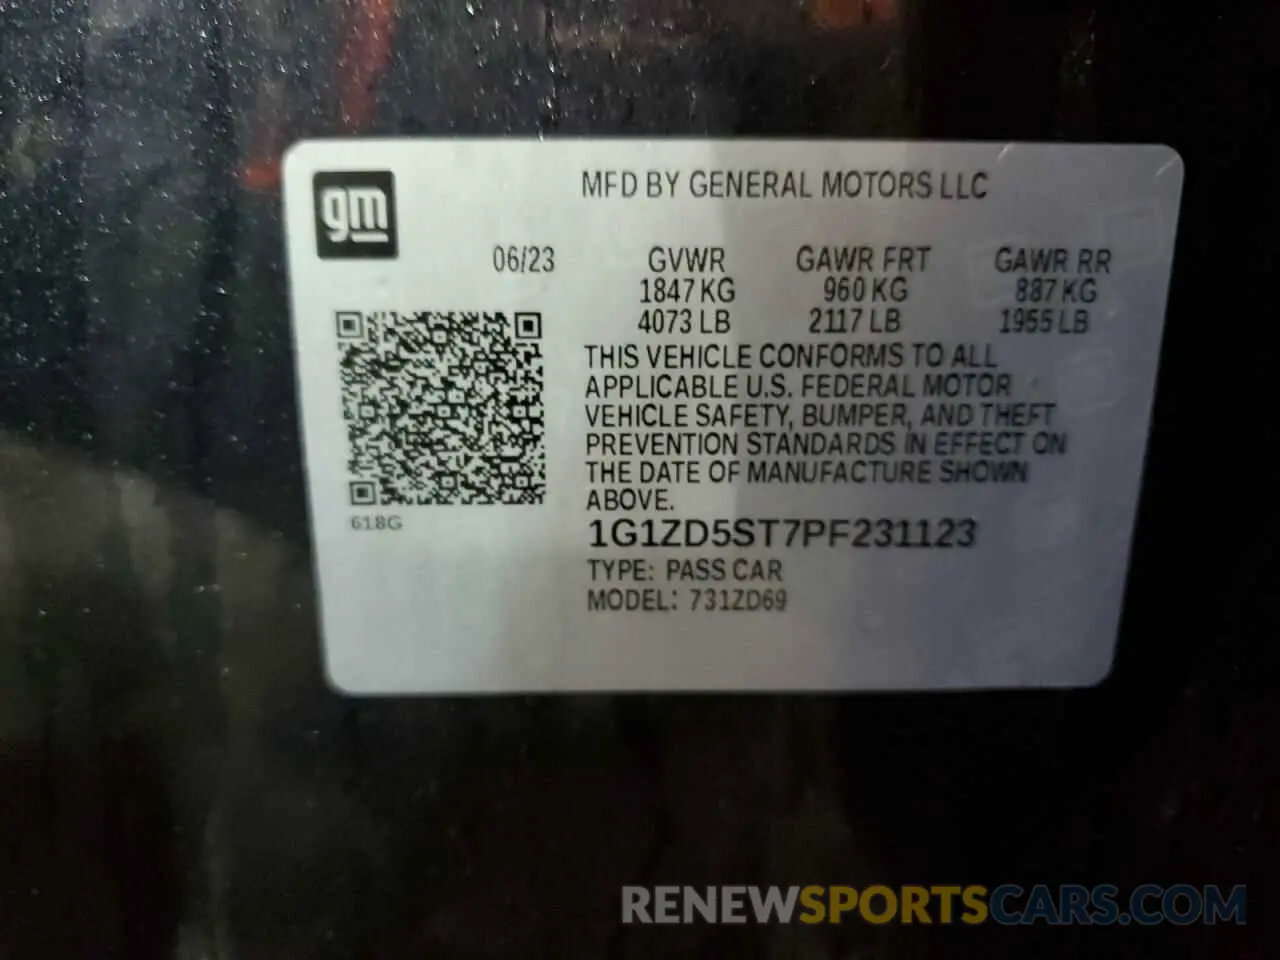 gm
MFD BY GENERAL MOTORS LLC
06/23 GVWR GAWR FRT GAWR RR
1847 KG 960 KG 887 KG
4073 LB 2117 LB 1955 LB
THIS VEHICLE CONFORMS TO ALL
APPLICABLE U.S. FEDERAL MOTOR
VEHICLE SAFETY, BUMPER, AND THEFT
PREVENTION STANDARDS IN EFFECT ON
THE DATE OF MANUFACTURE SHOWN
ABOVE.
618G
1G1ZD5ST7PF231123
TYPE: PASS CAR
MODEL: 731ZD69
RENEWSPORTSCARS.COM